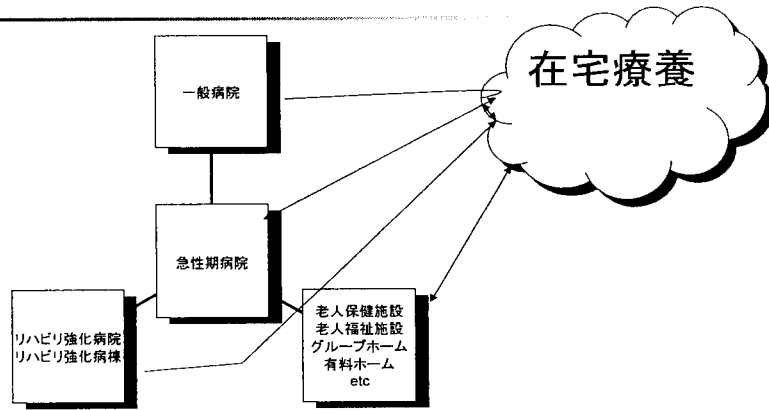 在宅療養
一般病院
急性期病院
リハビリ強化病院
リハビリ強化病棟
老人保健施設
老人福祉施設
グループホーム
有料ホーム
etc